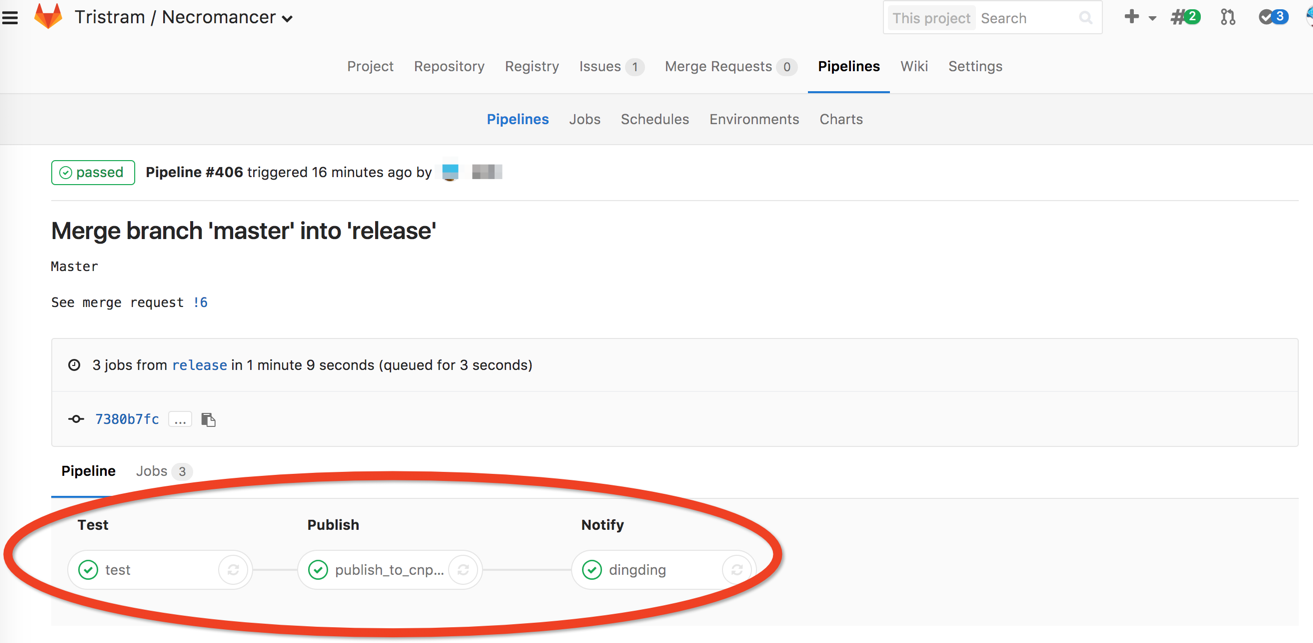 Tristram / Necromancer
This project Search
2
3
Project Repository Registry Issues 1 Merge Requests 0 Pipelines Wiki Settings
Pipelines Jobs Schedules Environments Charts
passed Pipeline #406 triggered 16 minutes ago by
Merge branch 'master' into 'release'
Master
See merge request !6
3 jobs from release in 1 minute 9 seconds (queued for 3 seconds)
7380b7fc ...
Pipeline Jobs 3
Test Publish Notify
test publish_to_cnp... dingding